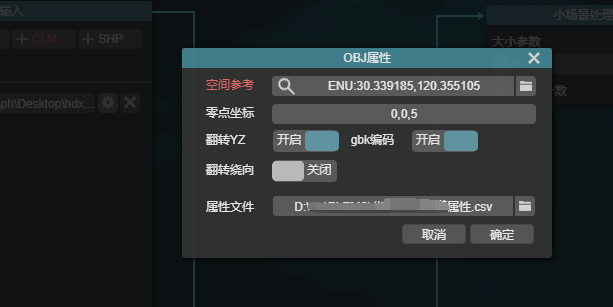 输入
小场景处理
CLM
SHP
大小参数
OBJ属性
空间参考
ENU:30.339185,120.355105
ph\Desktop\hdx...
零点坐标
0,0,5
数
翻转YZ
开启
gbk编码
开启
翻转绕向
关闭
属性文件
D:\
属性.csv
取消
确定